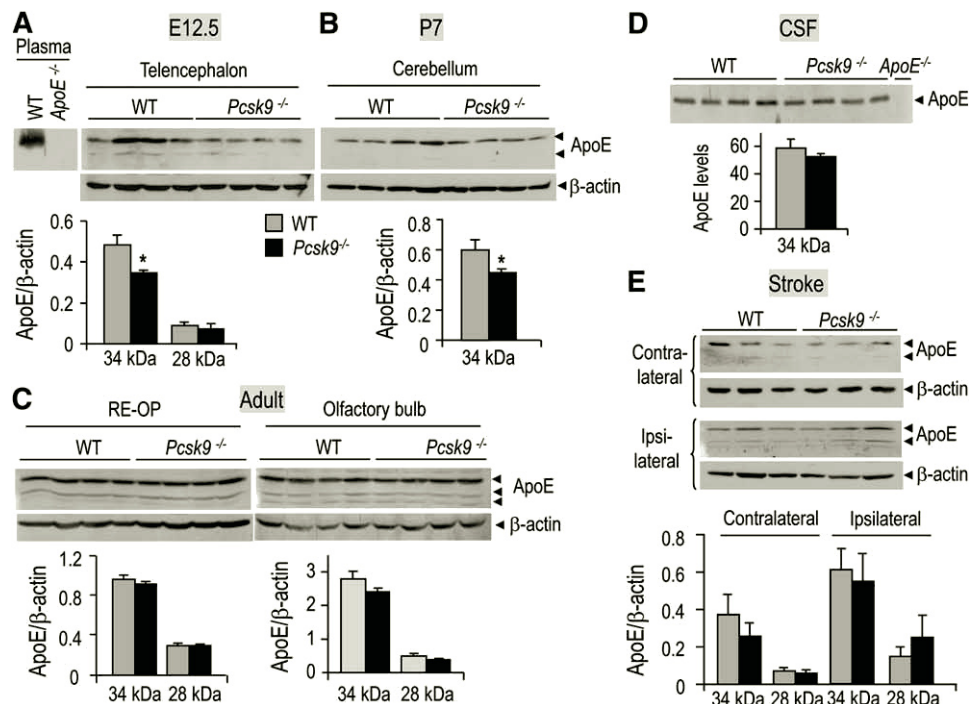 A
E12.5
Plasma
WT
ApoE -/-
Telencephalon
WT Pcsk9 -/-
B
P7
Cerebellum
WT Pcsk9 -/-
ApoE
β-actin
ApoE/β-actin
0.6
0.4
0.2
0
*
34 kDa 28 kDa
WT
Pcsk9-/-
ApoE/β-actin
0.8
0.6
0.4
0.2
0
*
34 kDa
C
Adult
RE-OP
WT Pcsk9 -/-
Olfactory bulb
WT Pcsk9 -/-
ApoE
β-actin
ApoE/β-actin
1.2
0.8
0.4
0
34 kDa 28 kDa
ApoE/β-actin
3
2
1
0
34 kDa 28 kDa
D
CSF
WT Pcsk9 -/- ApoE-/-
ApoE
ApoE levels
60
40
20
0
34 kDa
E
Stroke
WT Pcsk9 -/-
Contra-
lateral
ApoE
β-actin
Ipsi-
lateral
ApoE
β-actin
Contralateral Ipsilateral
ApoE/β-actin
0.8
0.6
0.4
0.2
0
34 kDa 28 kDa 34 kDa 28 kDa